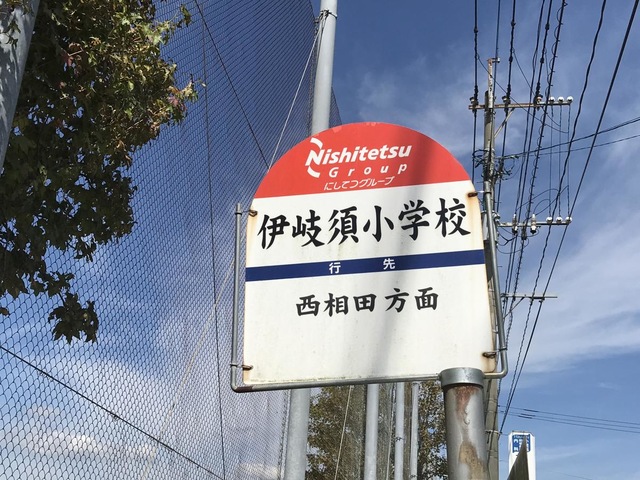 Nishitetsu
Group
にしてつグループ
伊岐須小学校
行先
西相田方面